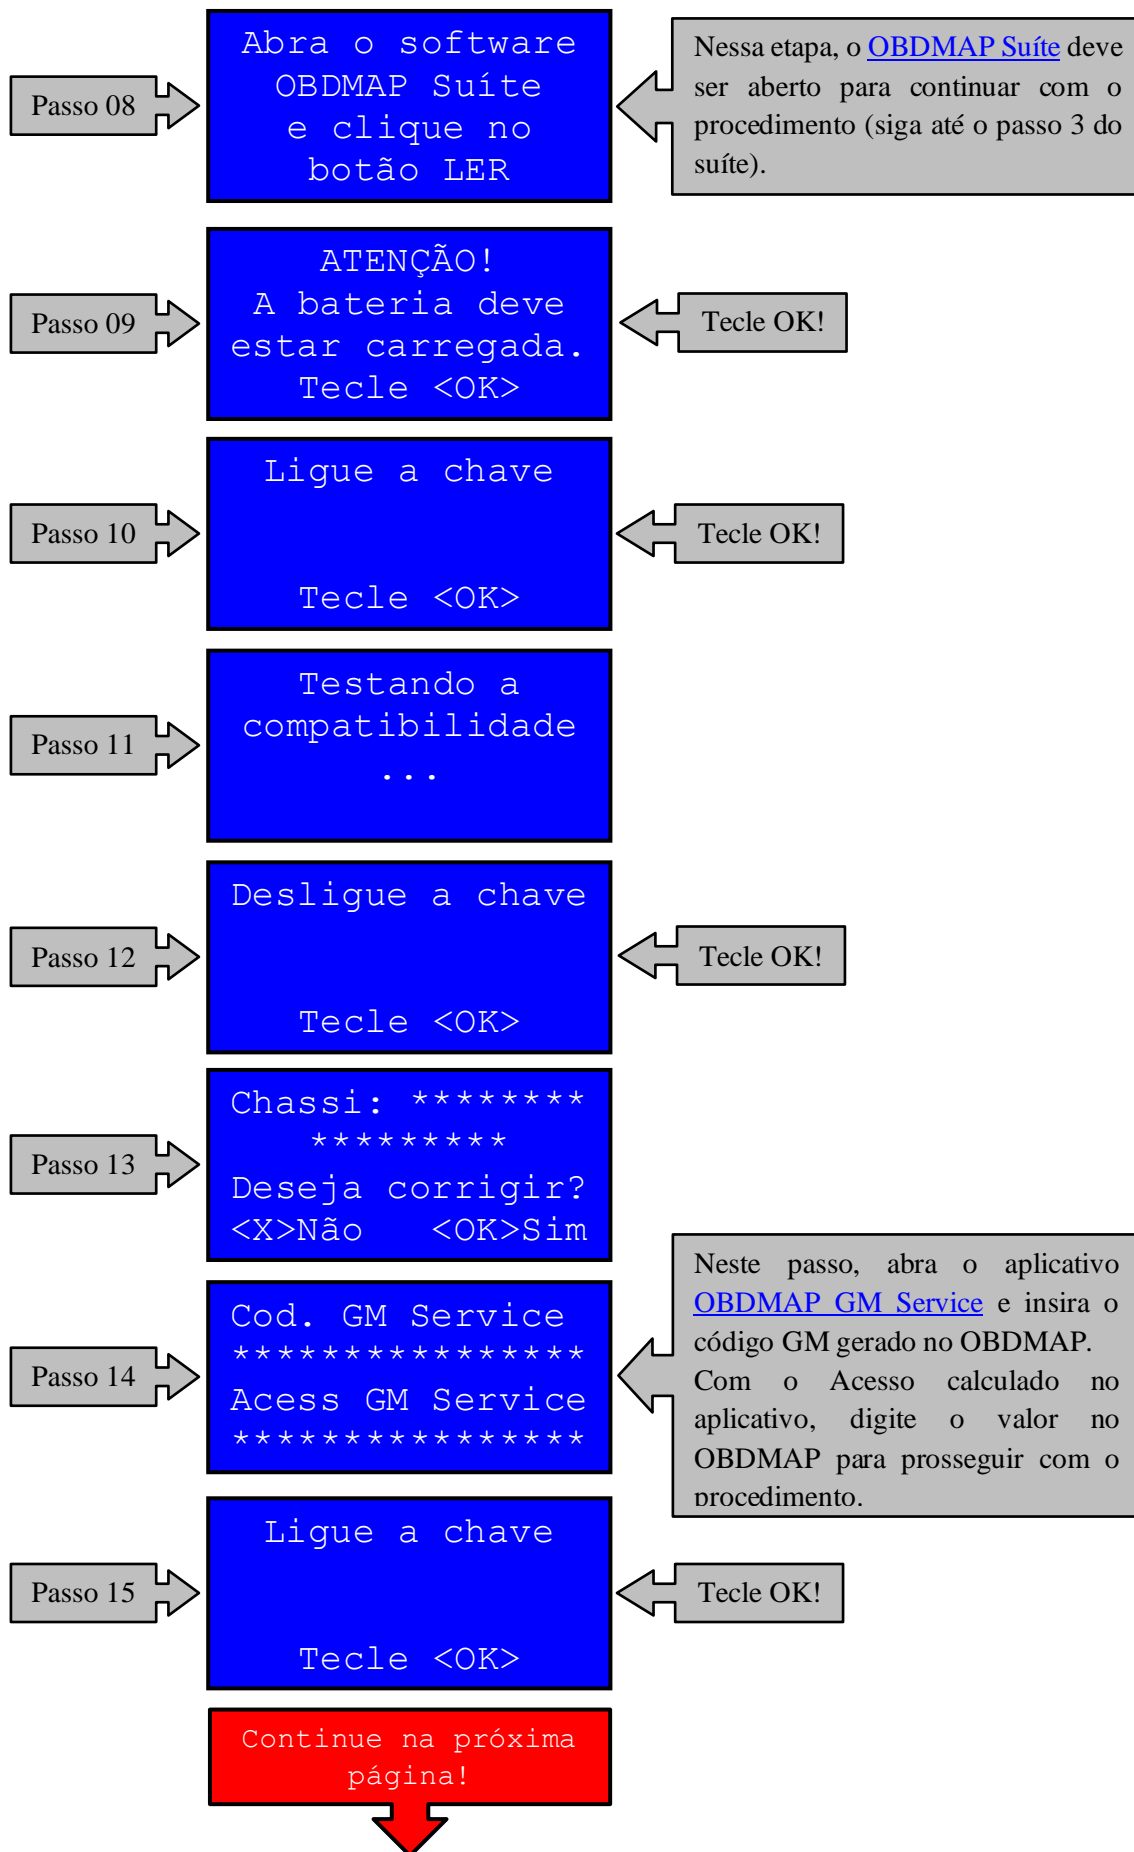 Passo 08
Abra o software
OBDMAP Suíte
e clique no
botão LER
Nessa etapa, o OBDMAP Suíte deve
ser aberto para continuar com o
procedimento (siga até o passo 3 do
suíte).
Passo 09
ATENÇÃO!
A bateria deve
estar carregada.
Tecle <OK>
Tecle OK!
Passo 10
Ligue a chave
Tecle <OK>
Tecle OK!
Passo 11
Testando a
compatibilidade
...
Passo 12
Desligue a chave
Tecle <OK>
Tecle OK!
Passo 13
Chassi: ********
*********
Deseja corrigir?
<X>Não <OK>Sim
Passo 14
Cod. GM Service
****************
Acess GM Service
****************
Neste passo, abra o aplicativo
OBDMAP GM Service e insira o
código GM gerado no OBDMAP.
Com o Acesso calculado no
aplicativo, digite o valor no
OBDMAP para prosseguir com o
procedimento.
Passo 15
Ligue a chave
Tecle <OK>
Tecle OK!
Continue na próxima
página!